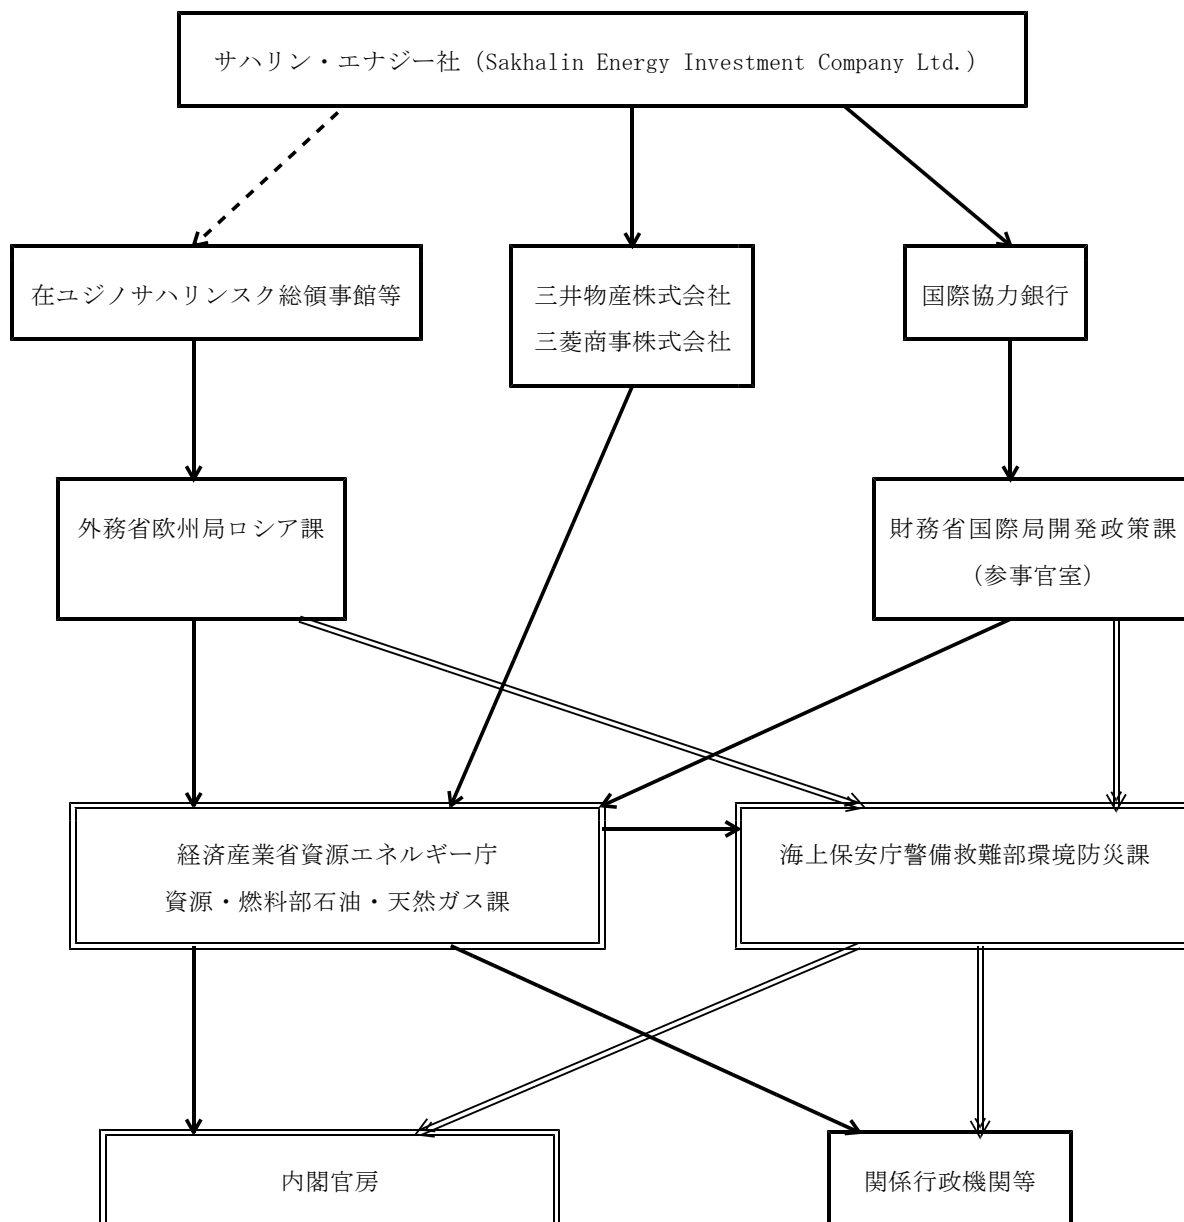 サハリン・エナジー社（Sakhalin Energy Investment Company Ltd.）
在ユジノサハリンスク総領事館等
三井物産株式会社
三菱商事株式会社
国際協力銀行
外務省欧州局ロシア課
財務省国際局開発政策課
（参事官室）
経済産業省資源エネルギー庁
資源・燃料部石油・天然ガス課
海上保安庁警備救難部環境防災課
内閣官房
関係行政機関等